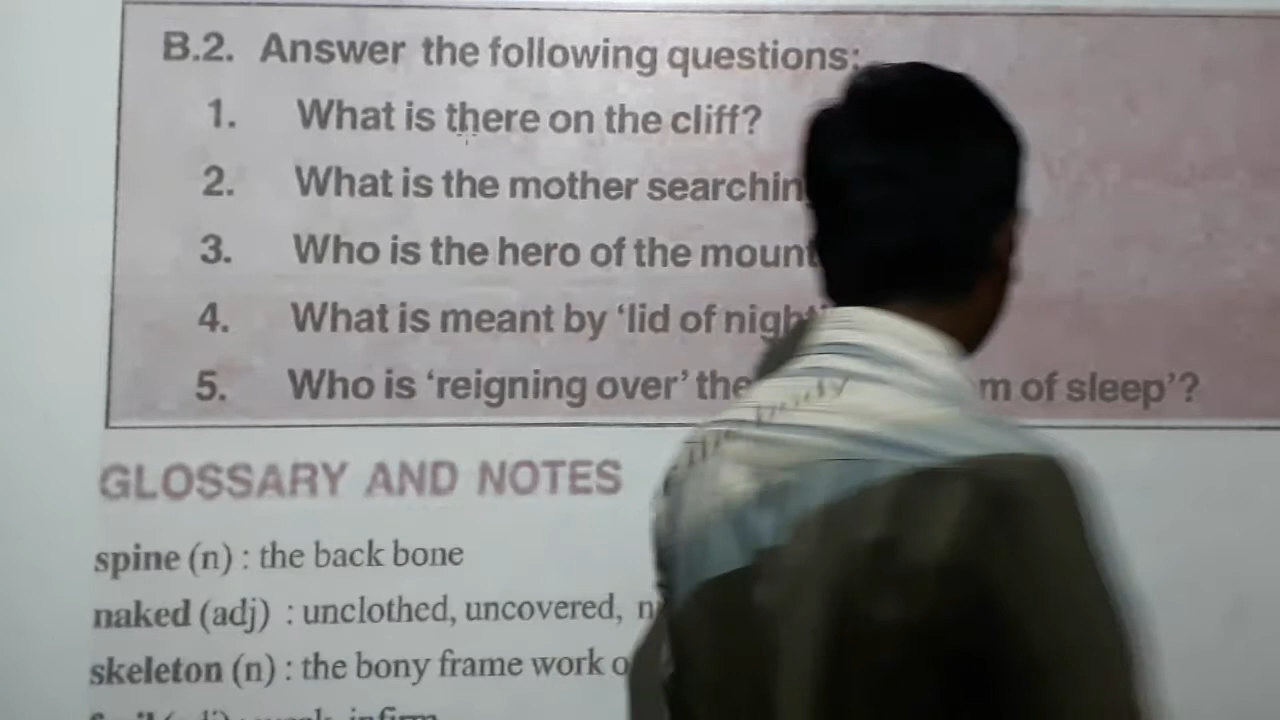 B.2. Answer the following questions:
1. What is there on the cliff?
2. What is the mother searchin
3. Who is the hero of the mount
4. What is meant by ‘lid of night’
5. Who is ‘reigning over’ the m of sleep’?
GLOSSARY AND NOTES
spine (n) : the back bone
naked (adj) : unclothed, uncovered, n
skeleton (n) : the bony frame work o